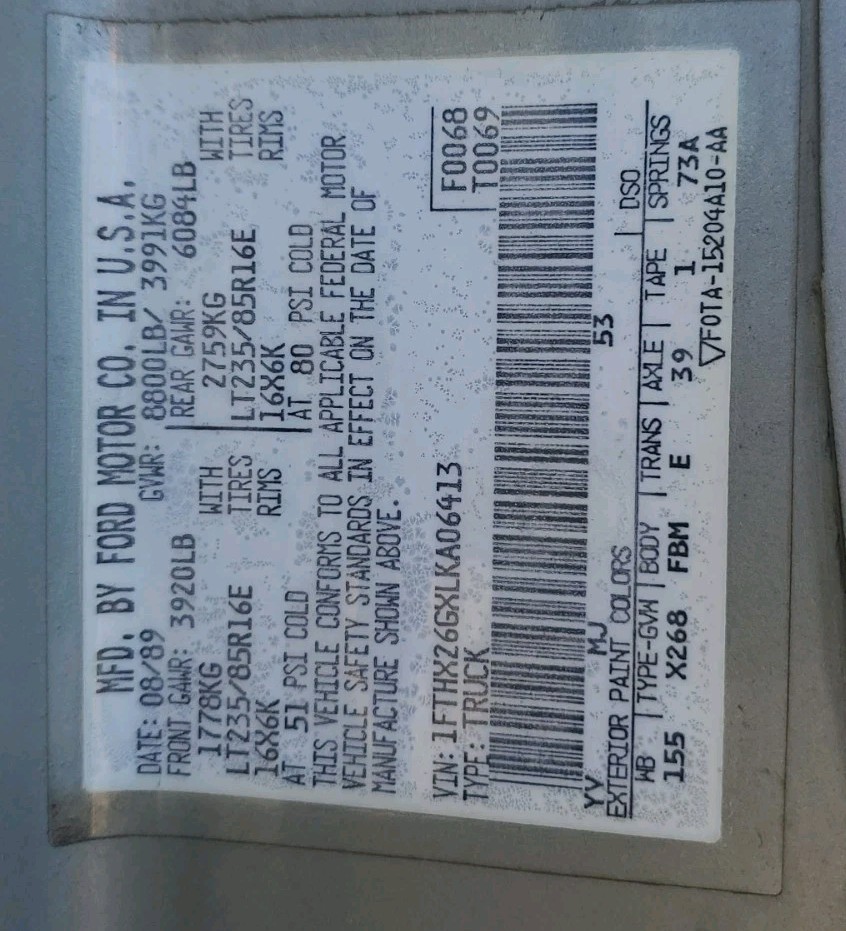 MFD. BY FORD MOTOR CO. IN U.S.A.
DATE: 08/89 GVWR: 8800LB/ 3991KG
FRONT GAWR: 3920LB REAR GAWR: 6084LB
1778KG WITH 2759KG WITH
LT235/85R16E TIRES LT235/85R16E TIRES
16X6K RIMS 16X6K RIMS
AT 51 PSI COLD AT 80 PSI COLD
THIS VEHICLE CONFORMS TO ALL APPLICABLE FEDERAL MOTOR
VEHICLE SAFETY STANDARDS IN EFFECT ON THE DATE OF
MANUFACTURE SHOWN ABOVE.
VIN: 1FTHX26GXLKA06413 F0068
TYPE: TRUCK T0069
YV MJ 53
EXTERIOR PAINT COLORS DSO
WB TYPE-GVW BODY TRANS AXLE TAPE SPRINGS
155 X268 FBM E 39 1 73A
▽F0TA-15204A10-AA